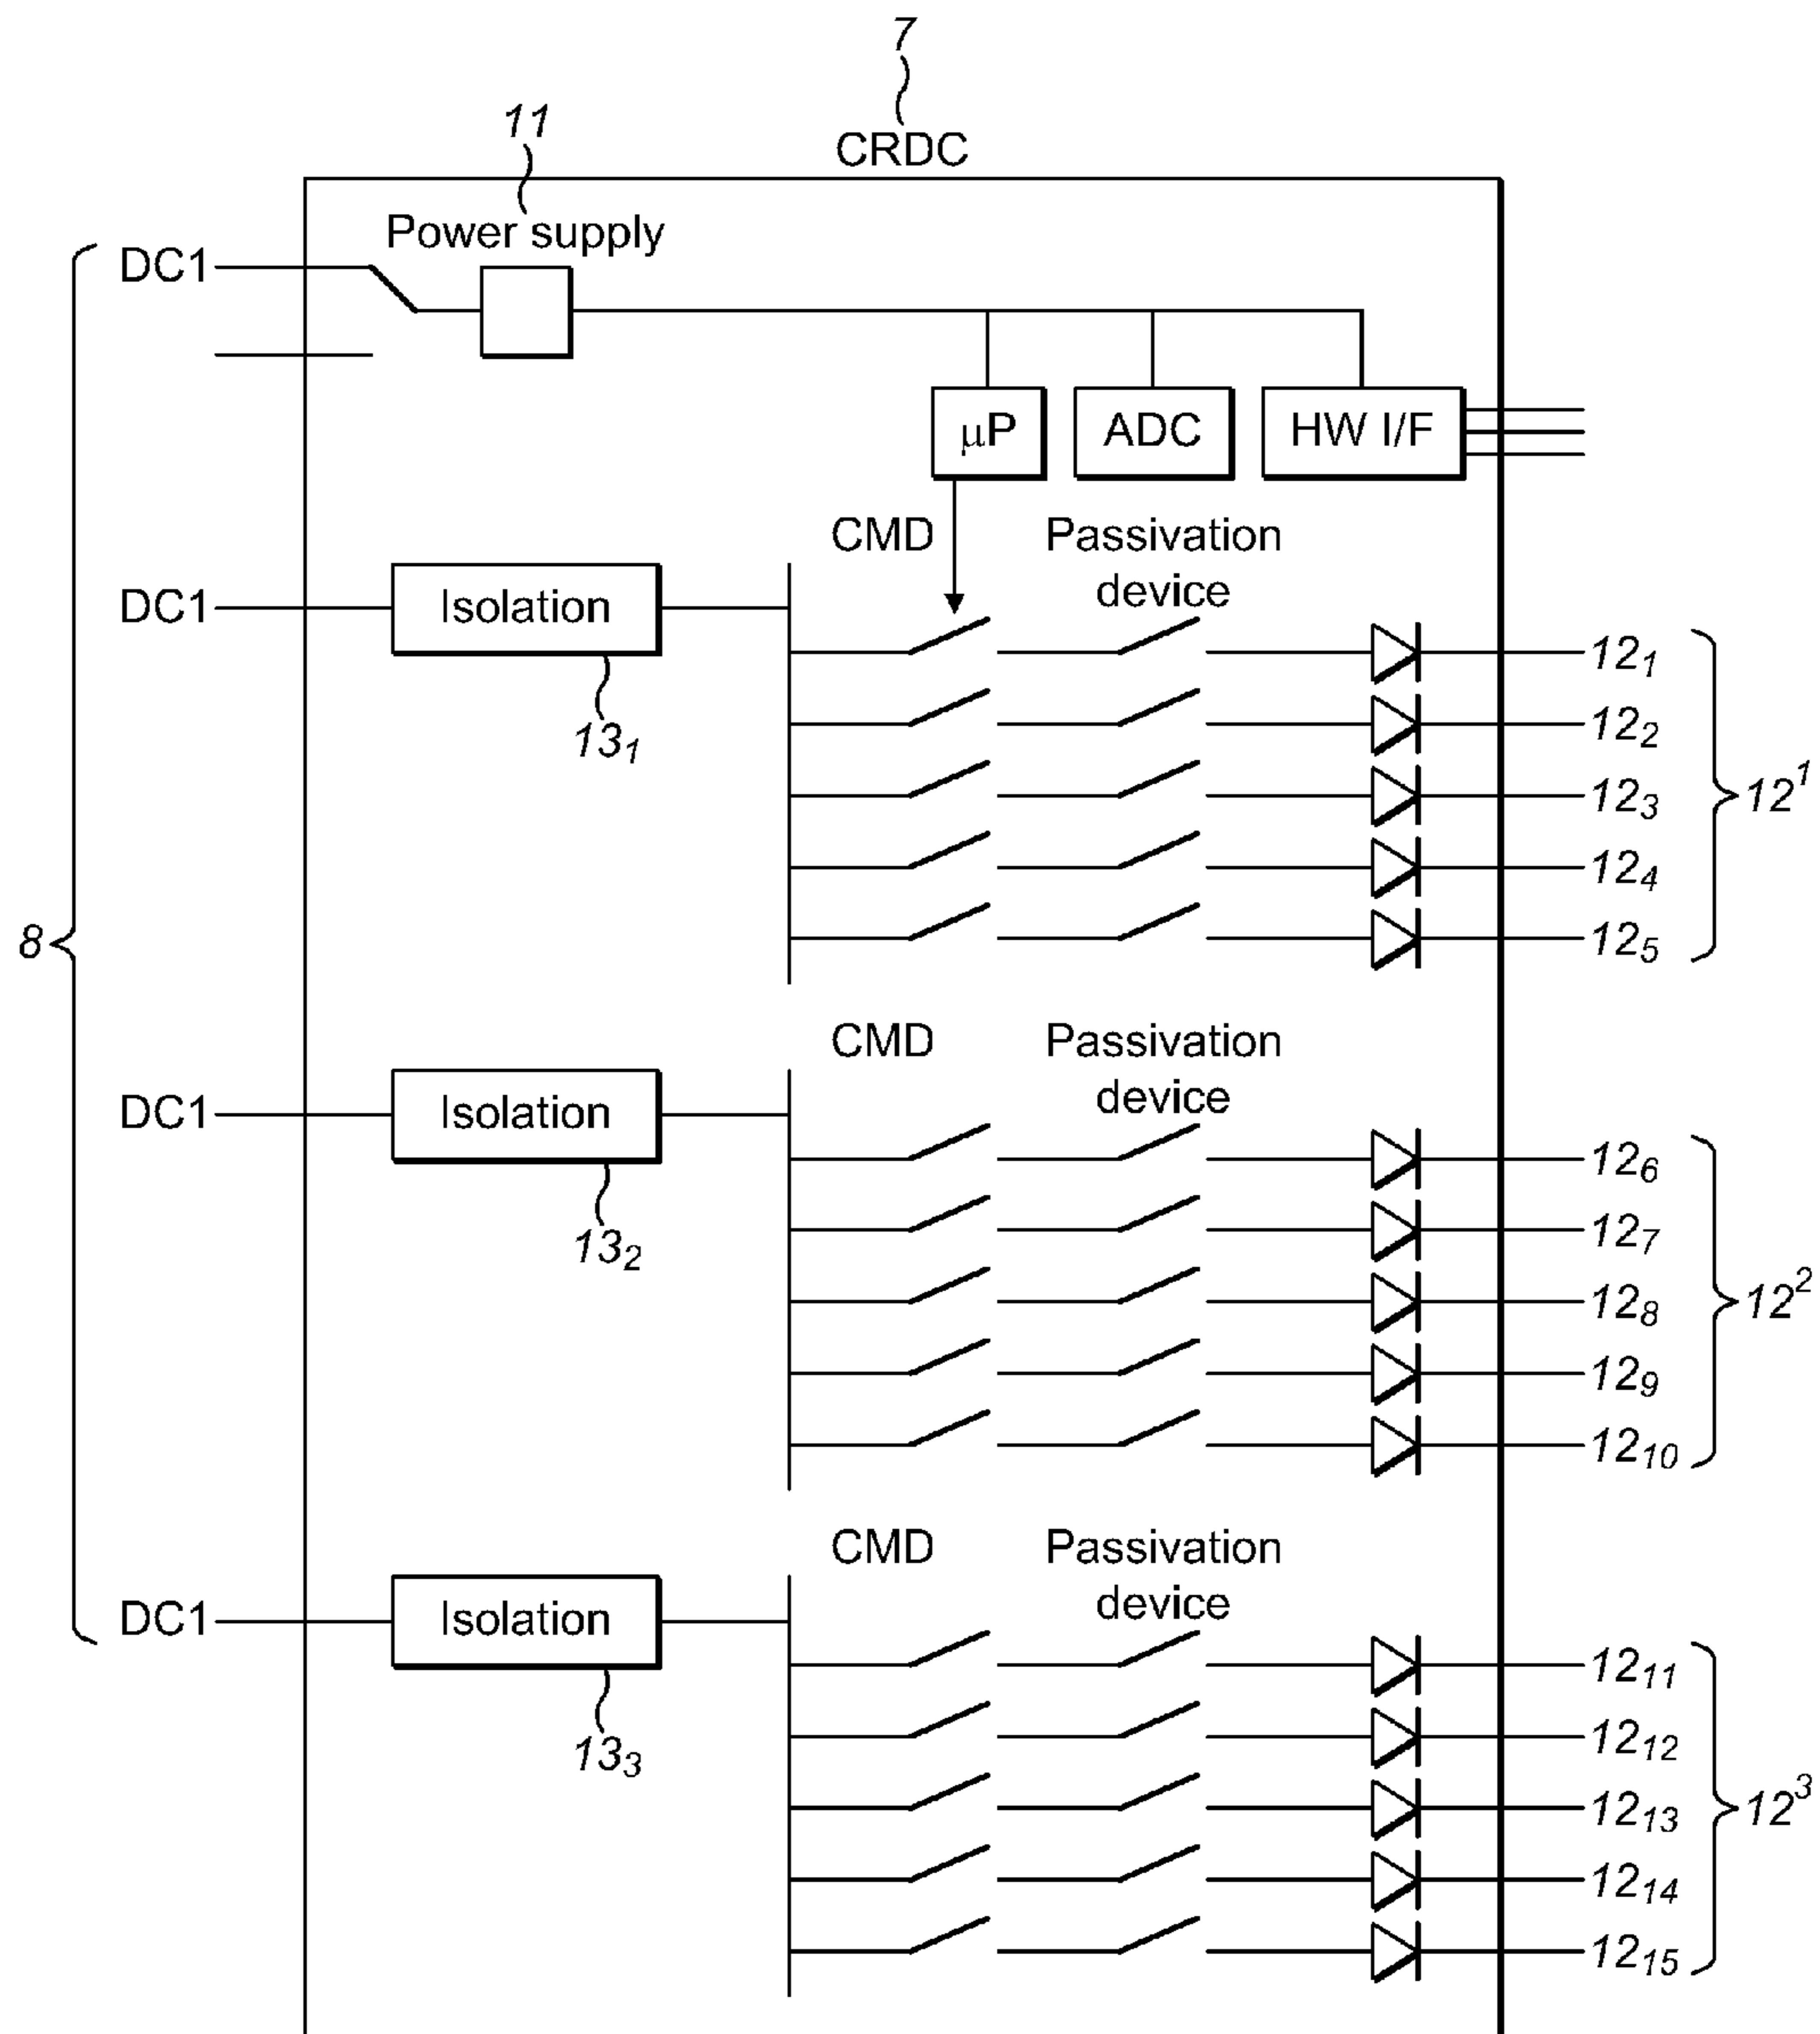 7
CRDC
11
Power supply
DC1
µP
ADC
HW I/F
CMD
Passivation
device
DC1
Isolation
13₁
12₁
12₂
12₃
12₄
12₅
12¹
8
CMD
Passivation
device
DC1
Isolation
13₂
12₆
12₇
12₈
12₉
12₁₀
12²
CMD
Passivation
device
DC1
Isolation
13₃
12₁₁
12₁₂
12₁₃
12₁₄
12₁₅
12³